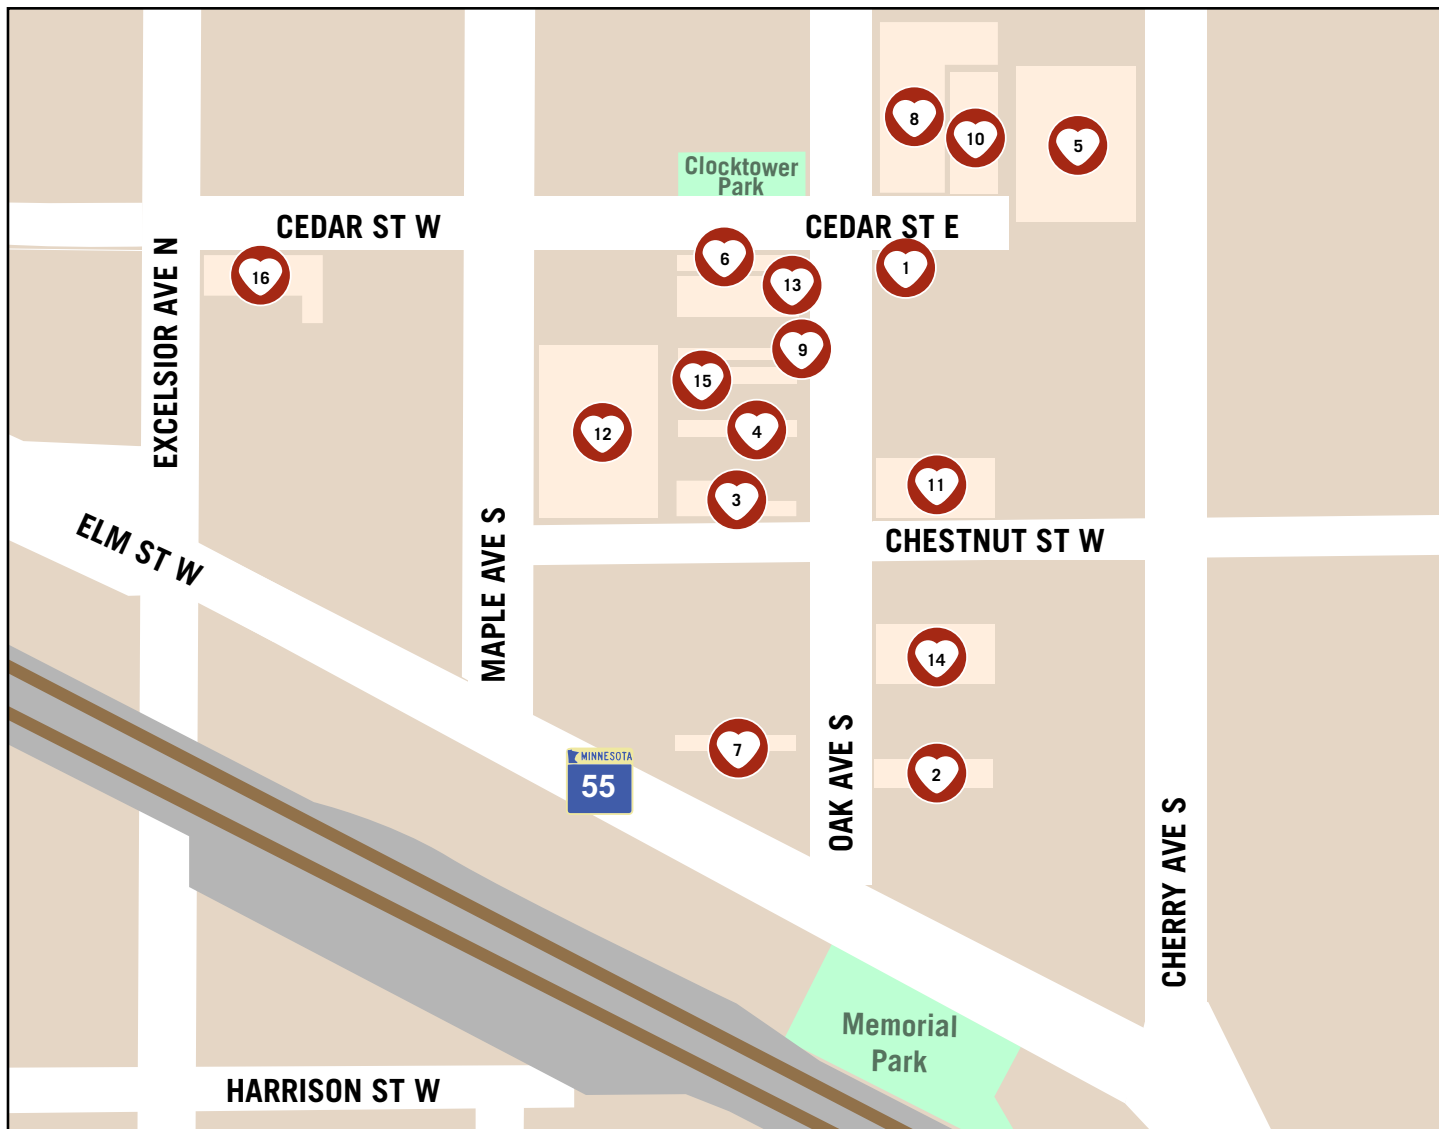 8
10
5
Clocktower
Park
CEDAR ST W
CEDAR ST E
6
1
16
13
EXCELSIOR AVE N
9
15
12
4
11
3
CHESTNUT ST W
ELM ST W
MAPLE AVE S
14
7
MINNESOTA
55
2
OAK AVE S
CHERRY AVE S
Memorial
Park
HARRISON ST W